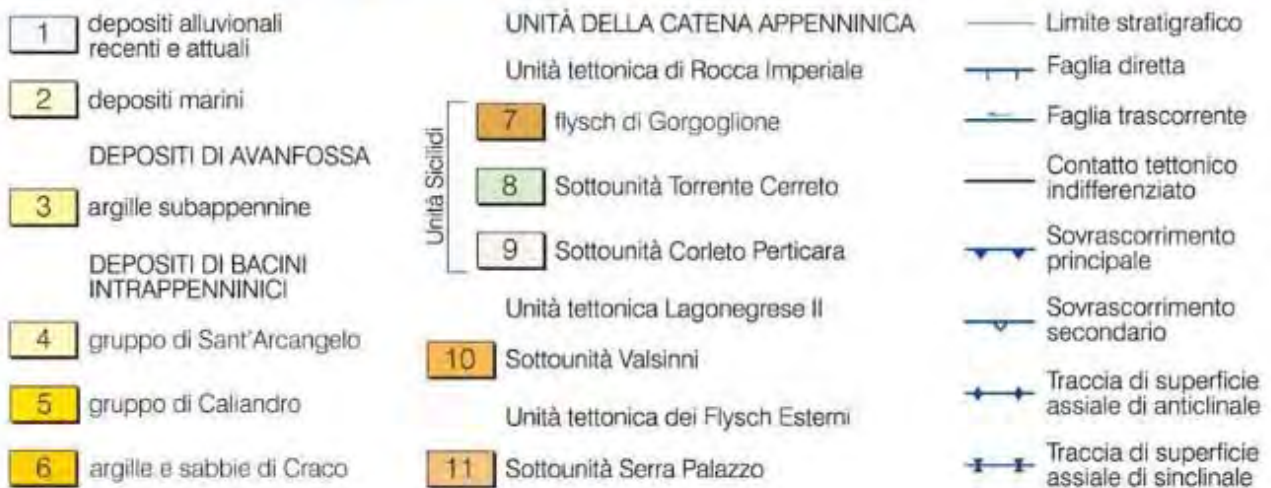 1 depositi alluvionali
recenti e attuali
2 depositi marini
DEPOSITI DI AVANFOSSA
3 argille subappennine
DEPOSITI DI BACINI
INTRAPPENNINICI
4 gruppo di Sant'Arcangelo
5 gruppo di Caliandro
6 argille e sabbie di Craco
UNITÀ DELLA CATENA APPENNINICA
Unità tettonica di Rocca Imperiale
Unità Sicilidi
7 flysch di Gorgoglione
8 Sottounità Torrente Cerreto
9 Sottounità Corleto Perticara
Unità tettonica Lagonegrese II
10 Sottounità Valsinni
Unità tettonica dei Flysch Esterni
11 Sottounità Serra Palazzo
Limite stratigrafico
Faglia diretta
Faglia trascorrente
Contatto tettonico
indifferenziato
Sovrascorrimento
principale
Sovrascorrimento
secondario
Traccia di superficie
assiale di anticlinale
Traccia di superficie
assiale di sinclinale